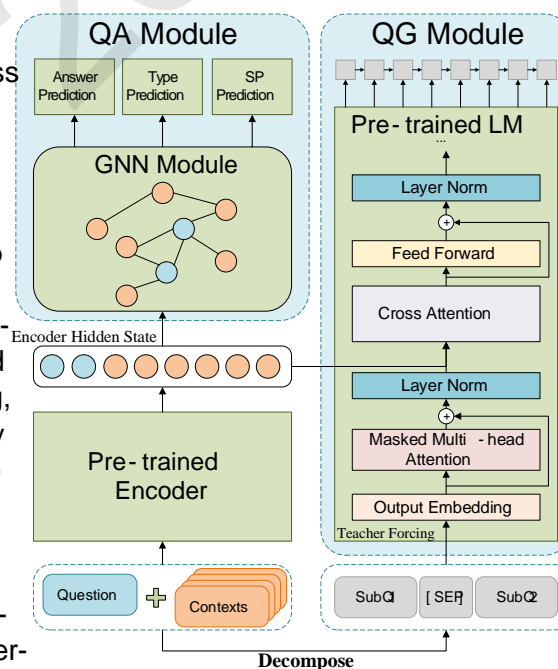 QA Module
QG Module
ss
Answer
Prediction
Type
Prediction
SP
Prediction
GNN Module
Pre- trained LM
...
Layer Norm
+
Feed Forward
Cross Attention
Encoder Hidden State
-
d
g,
y
Layer Norm
+
Masked Multi - head
Attention
Output Embedding
Teacher Forcing
Pre- trained
Encoder
Question
Contexts
SubQ1
[SEP]
SubQ2
-
er-
Decompose